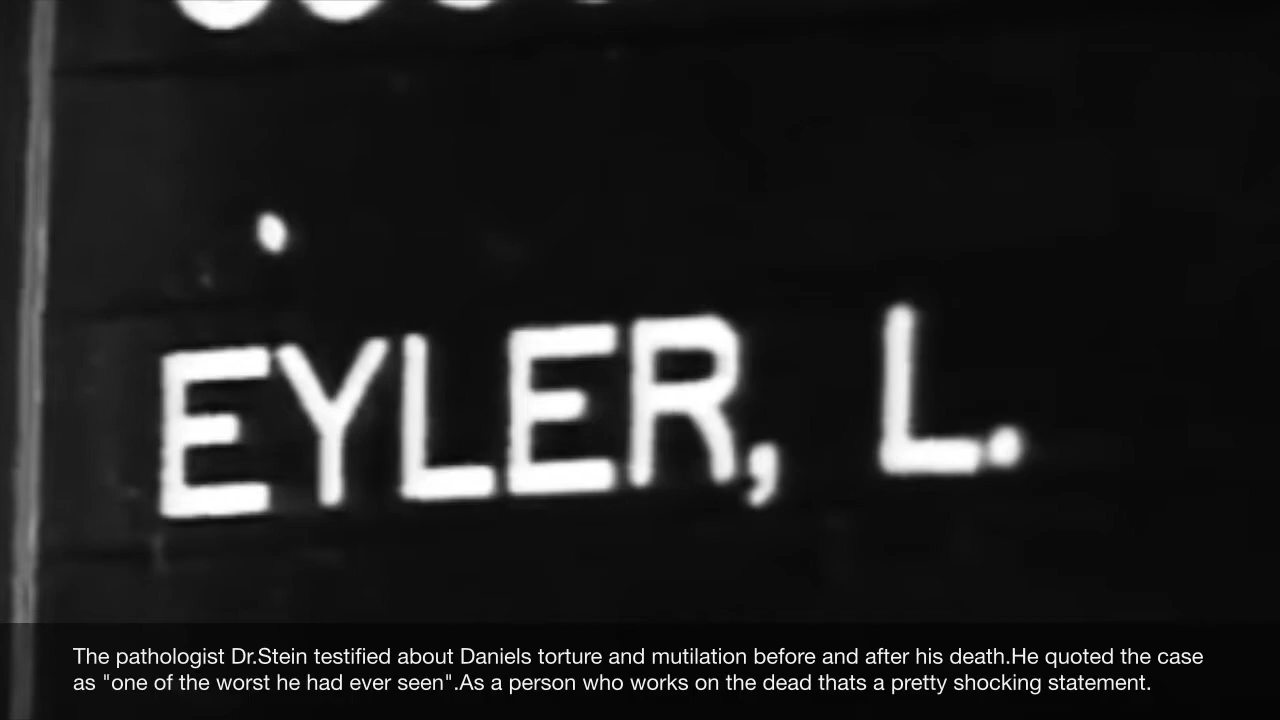 EYLER, L.
The pathologist Dr.Stein testified about Daniels torture and mutilation before and after his death.He quoted the case
as "one of the worst he had ever seen".As a person who works on the dead thats a pretty shocking statement.